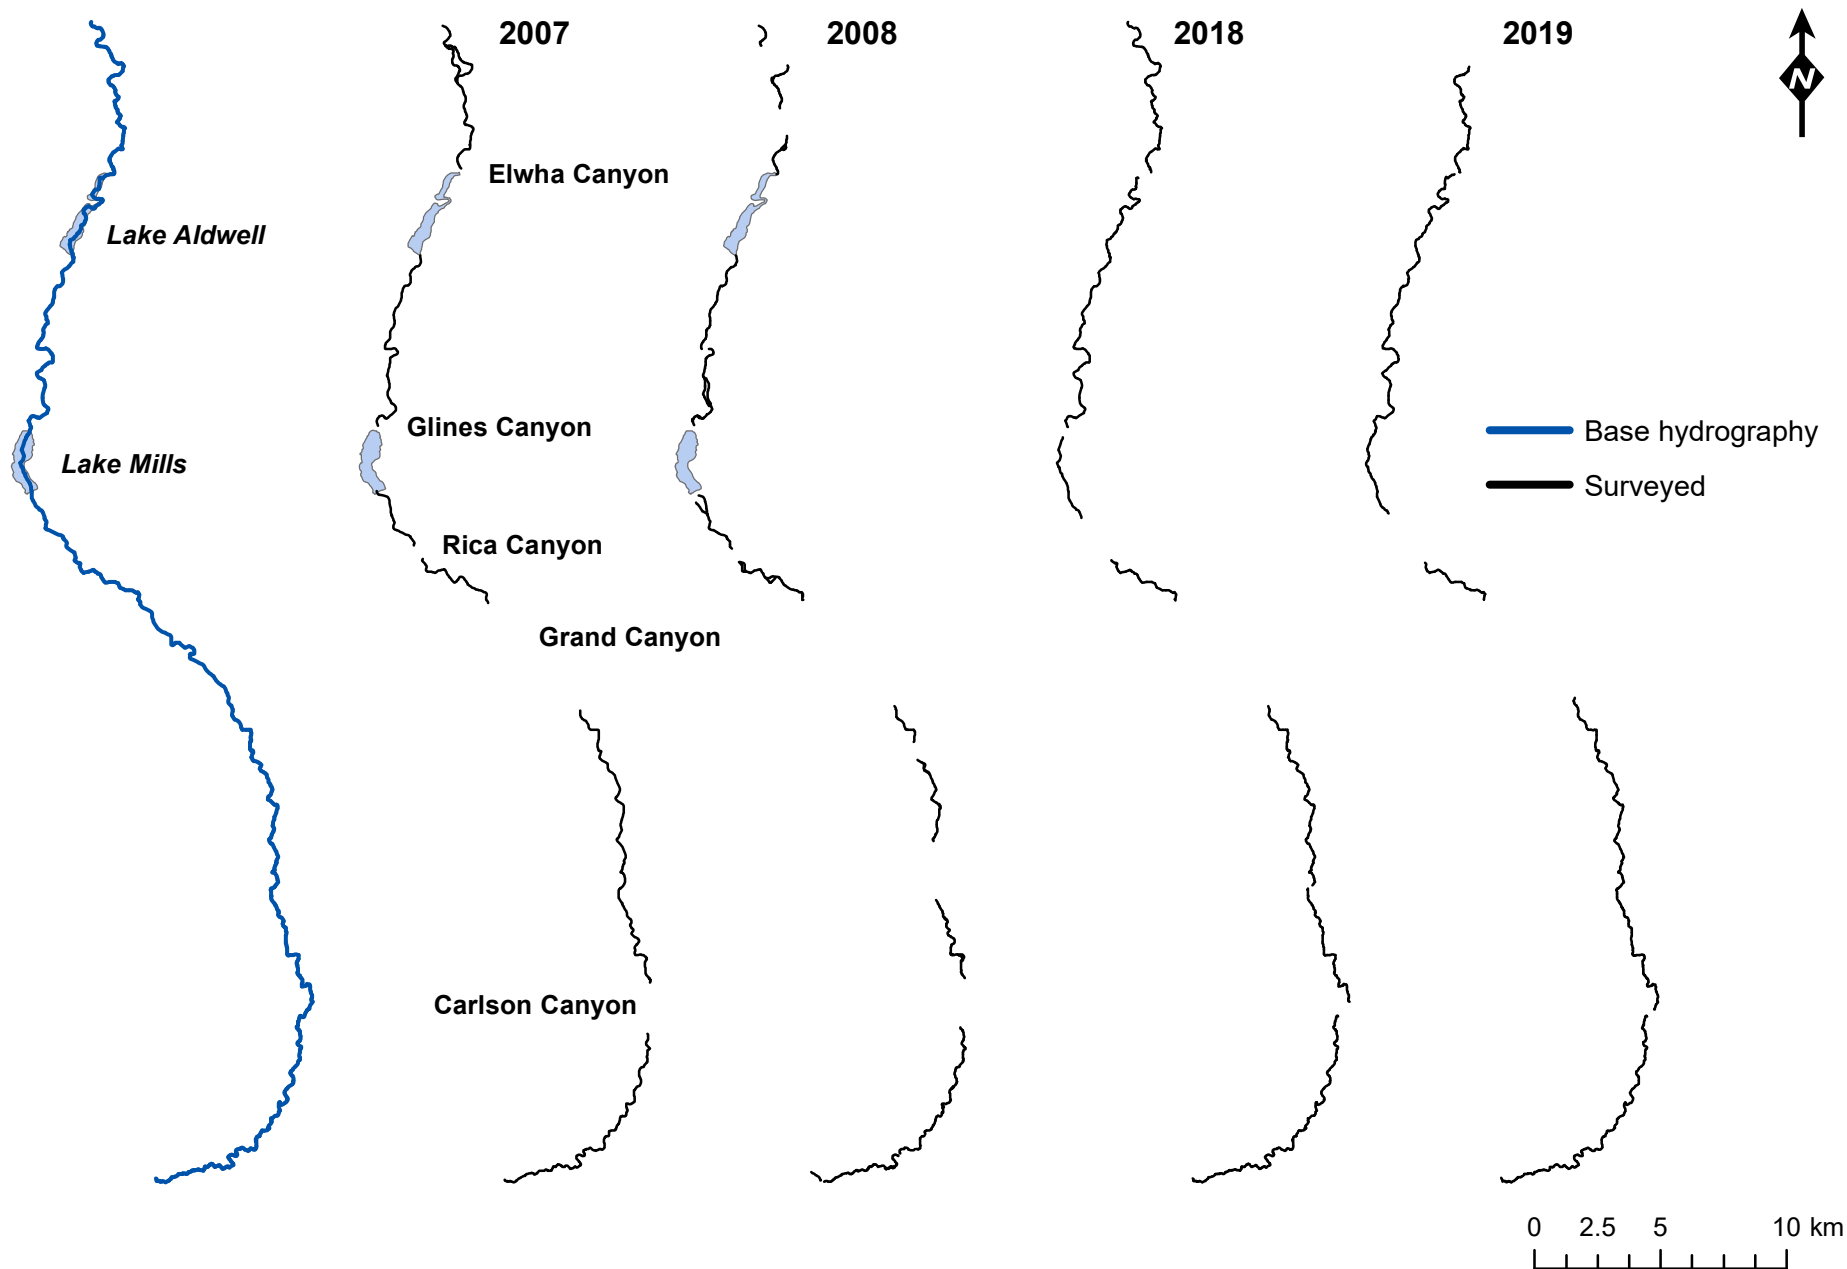 2007
2008
2018
2019
N
Elwha Canyon
Lake Aldwell
Glines Canyon
Base hydrography
Lake Mills
Surveyed
Rica Canyon
Grand Canyon
Carlson Canyon
0 2.5 5 10 km